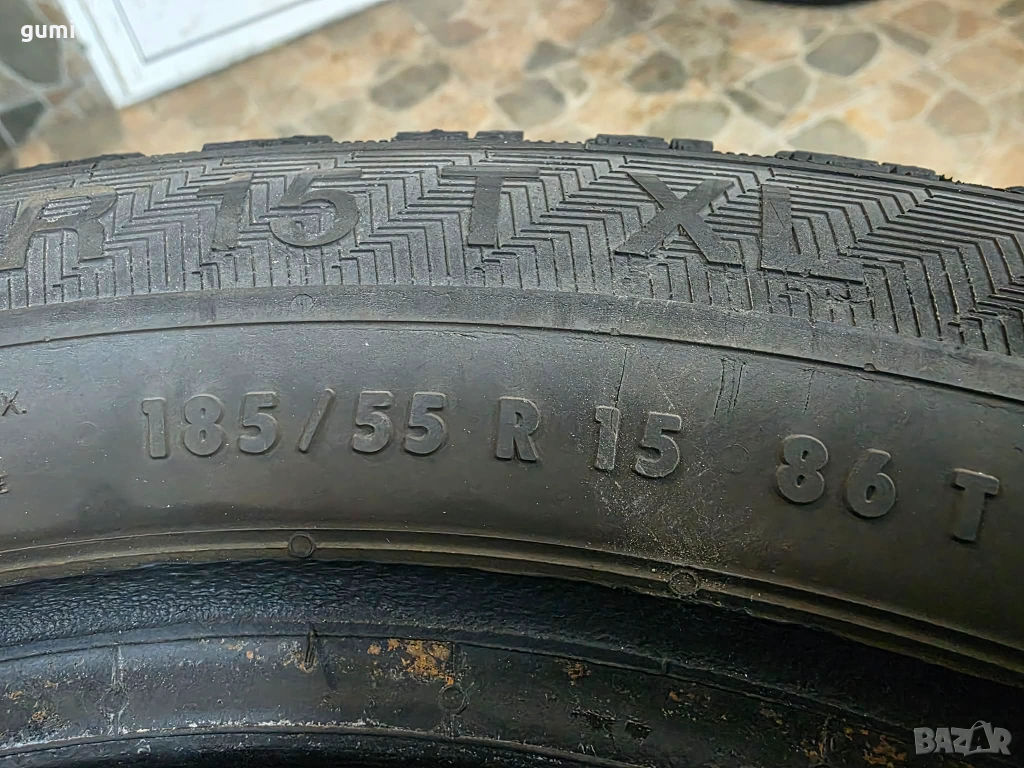 gumi
R 15 T XL
X.
185/55 R 15 86 T
E
BAZAR